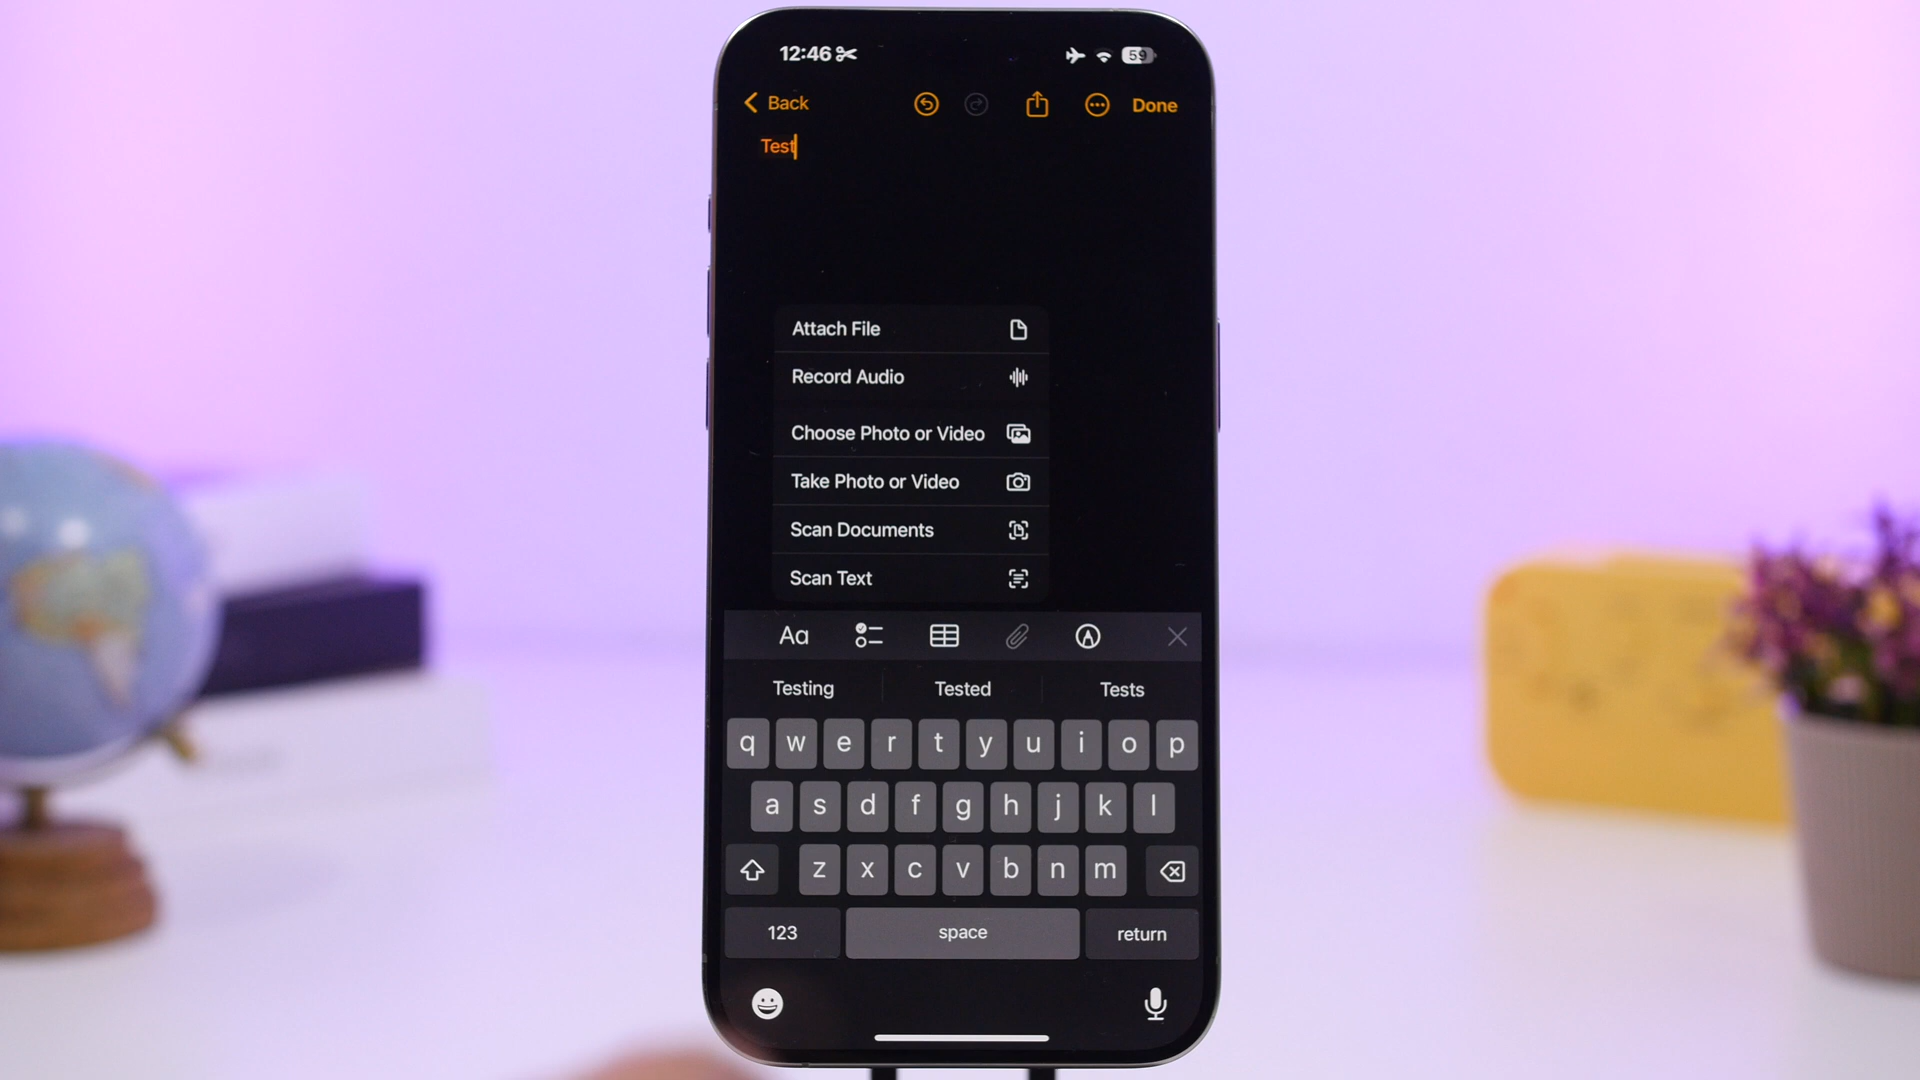 12:46
59
Back
Done
Test
Attach File
Record Audio
Choose Photo or Video
Take Photo or Video
Scan Documents
Scan Text
Aa
Testing Tested Tests
q w e r t y u i o p
a s d f g h j k l
z x c v b n m
123 space return